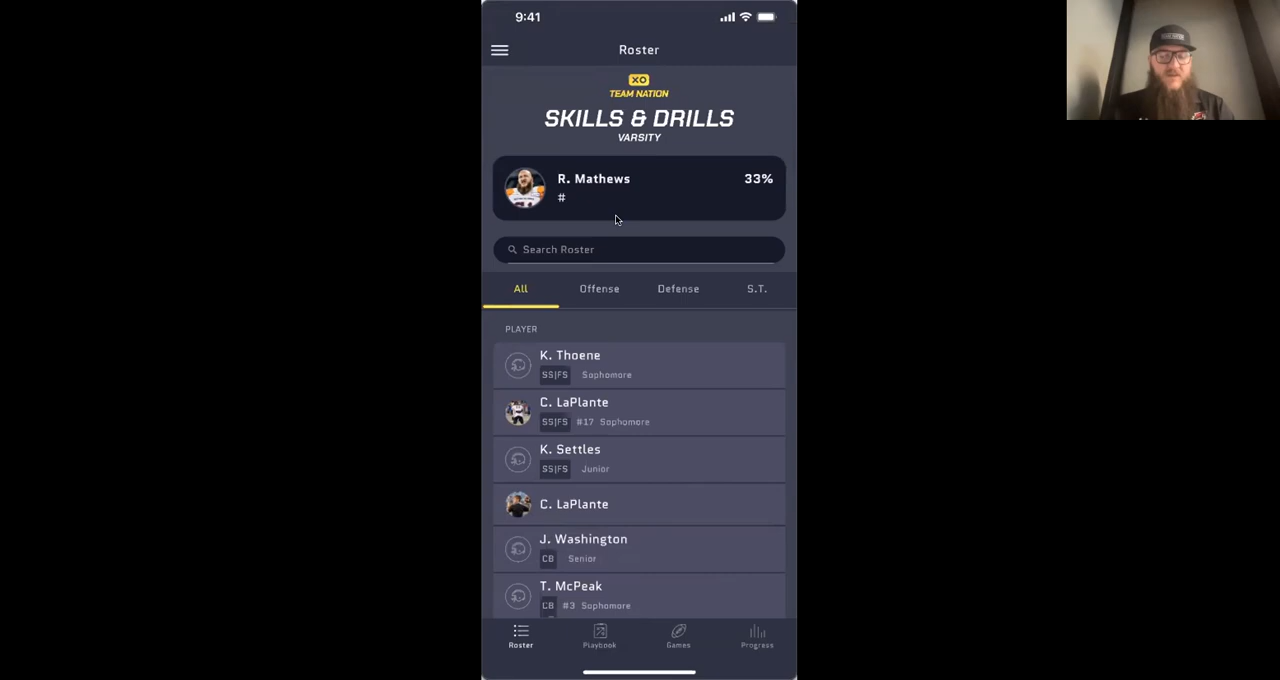 9:41
Roster
XO
TEAM NATION
SKILLS & DRILLS
VARSITY
R. Mathews 33%
#
Search Roster
All Offense Defense S.T.
PLAYER
K. Thoene
SS|FS Sophomore
C. LaPlante
SS|FS #17 Sophomore
K. Settles
SS|FS Junior
C. LaPlante
J. Washington
CB Senior
T. McPeak
CB #3 Sophomore
Roster Playbook Games Progress